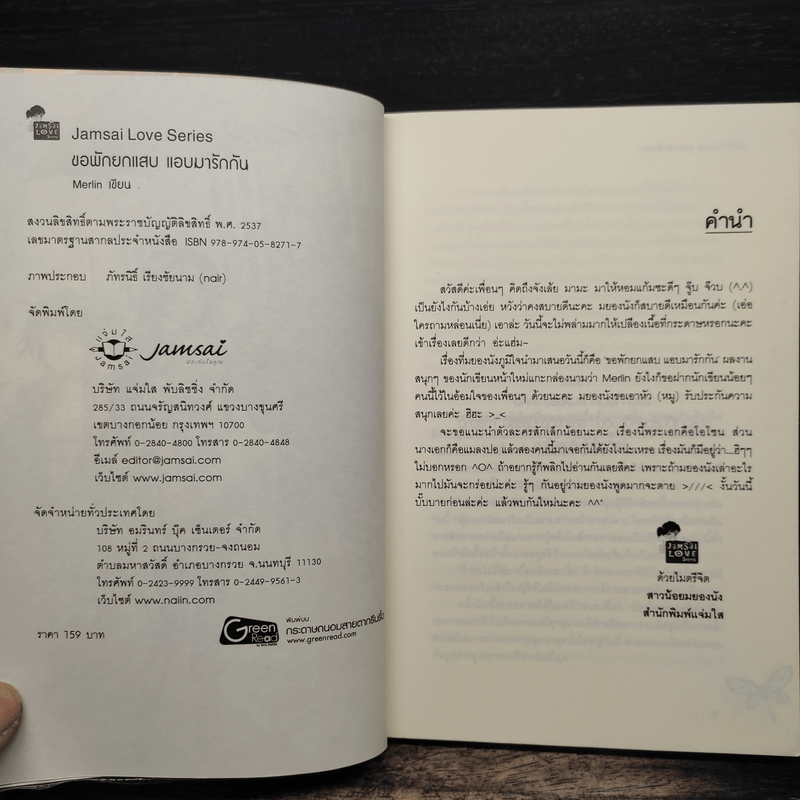 JAMSAI
LOVE
Jamsai Love Series
ขอพักยกแสบ แอบมารักกัน
Merlin เขียน
สงวนลิขสิทธิ์ตามพระราชบัญญัติลิขสิทธิ์ พ.ศ. 2537
เลขมาตรฐานสากลประจำหนังสือ ISBN 978-974-05-8271-7
ภาพประกอบ ภัทรนิธิ์ เรียงชัยนาม (nair)
จัดพิมพ์โดย
แจ่มใส
Jamsai
Jamsai
ประทับใจคุณ
บริษัท แจ่มใส พับลิชชิ่ง จำกัด
285/33 ถนนจรัญสนิทวงศ์ แขวงบางขุนศรี
เขตบางกอกน้อย กรุงเทพฯ 10700
โทรศัพท์ 0-2840-4800 โทรสาร 0-2840-4848
อีเมล์ editor@jamsai.com
เว็บไซต์ www.jamsai.com
จัดจำหน่ายทั่วประเทศโดย
บริษัท อมรินทร์ บุ๊ค เซ็นเตอร์ จำกัด
108 หมู่ที่ 2 ถนนบางกรวย-จงถนอม
ตำบลมหาสวัสดิ์ อำเภอบางกรวย จ.นนทบุรี 11130
โทรศัพท์ 0-2423-9999 โทรสาร 0-2449-9561-3
เว็บไซต์ www.naiin.com
ราคา 159 บาท
Green
Read
พิมพ์บน
กระดาษถนอมสายตากรีนรี้ด
www.greenread.com
คำนำ
สวัสดีค่ะเพื่อนๆ คิดถึงจังเล้ย มามะ มาให้หอมแก้มซะดีๆ จุ๊บ จ๊วบ (^.^)
เป็นยังไงกันบ้างเอ่ย หวังว่าคงสบายดีนะคะ มยองนังก็สบายดีเหมือนกันค่ะ (เอ่อ
ใครถามหล่อนเนี่ย) เอาล่ะ วันนี้จะไม่พล่ามมากให้เปลืองเนื้อที่กระดาษหรอกนะคะ
เข้าเรื่องเลยดีกว่า อ่ะแฮ่ม~
เรื่องที่มยองนังภูมิใจนำมาเสนอวันนี้ก็คือ 'ขอพักยกแสบ แอบมารักกัน' ผลงาน
สนุกๆ ของนักเขียนหน้าใหม่แกะกล่องนามว่า Merlin ยังไงก็ขอฝากนักเขียนน้อยๆ
คนนี้ไว้ในอ้อมใจของเพื่อนๆ ด้วยนะคะ มยองนังขอเอาหัว (หมู) รับประกันความ
สนุกเลยค่ะ ฮิฮะ >_<
จะขอแนะนำตัวละครสักเล็กน้อยนะคะ เรื่องนี้พระเอกคือโอโซน ส่วน
นางเอกก็คือแมลงปอ แล้วสองคนนี้มาเจอกันได้ยังไงน่ะเหรอ เรื่องมันก็มีอยู่ว่า...ฮิๆๆ
ไม่บอกหรอก ^O^ ถ้าอยากรู้ก็พลิกไปอ่านกันเลยสิคะ เพราะถ้ามยองนังเล่าอะไร
มากไปมันจะกร่อยน่ะค่ะ รู้ๆ กันอยู่ว่ามยองนังพูดมากจะตาย >///< งั้นวันนี้
บั๊บบายก่อนล่ะค่ะ แล้วพบกันใหม่นะคะ ^^'
JAMSAI
LOVE
ด้วยไมตรีจิต
สาวน้อยมยองนัง
สำนักพิมพ์แจ่มใส